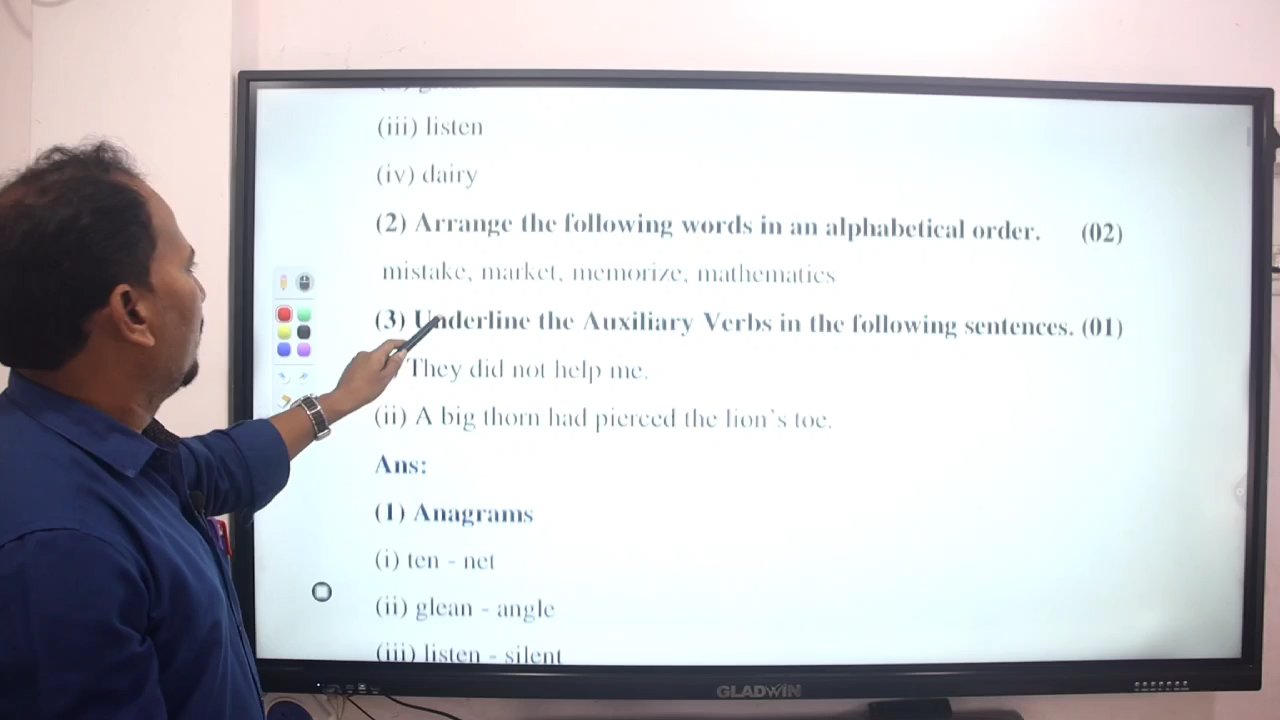 (iii) listen
(iv) dairy
(2) Arrange the following words in an alphabetical order. (02)
mistake, market, memorize, mathematics
(3) Underline the Auxiliary Verbs in the following sentences. (01)
They did not help me.
(ii) A big thorn had pierced the lion's toe.
Ans:
(1) Anagrams
(i) ten - net
(ii) glean - angle
(iii) listen - silent
GLADWIN